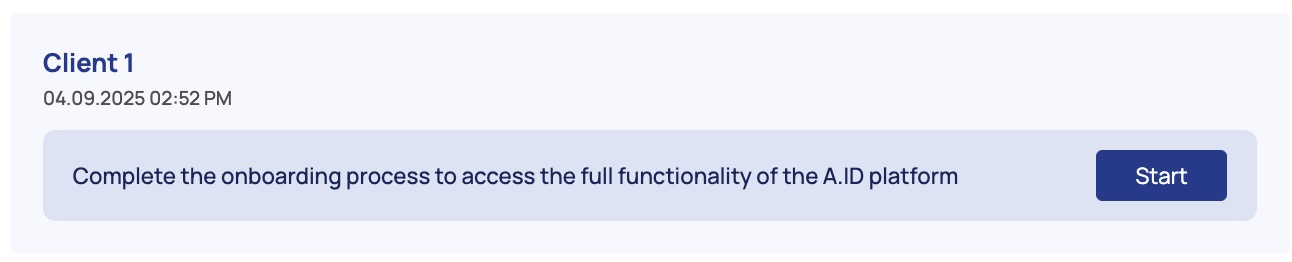 Client 1
04.09.2025 02:52 PM
Complete the onboarding process to access the full functionality of the A.ID platform
Start